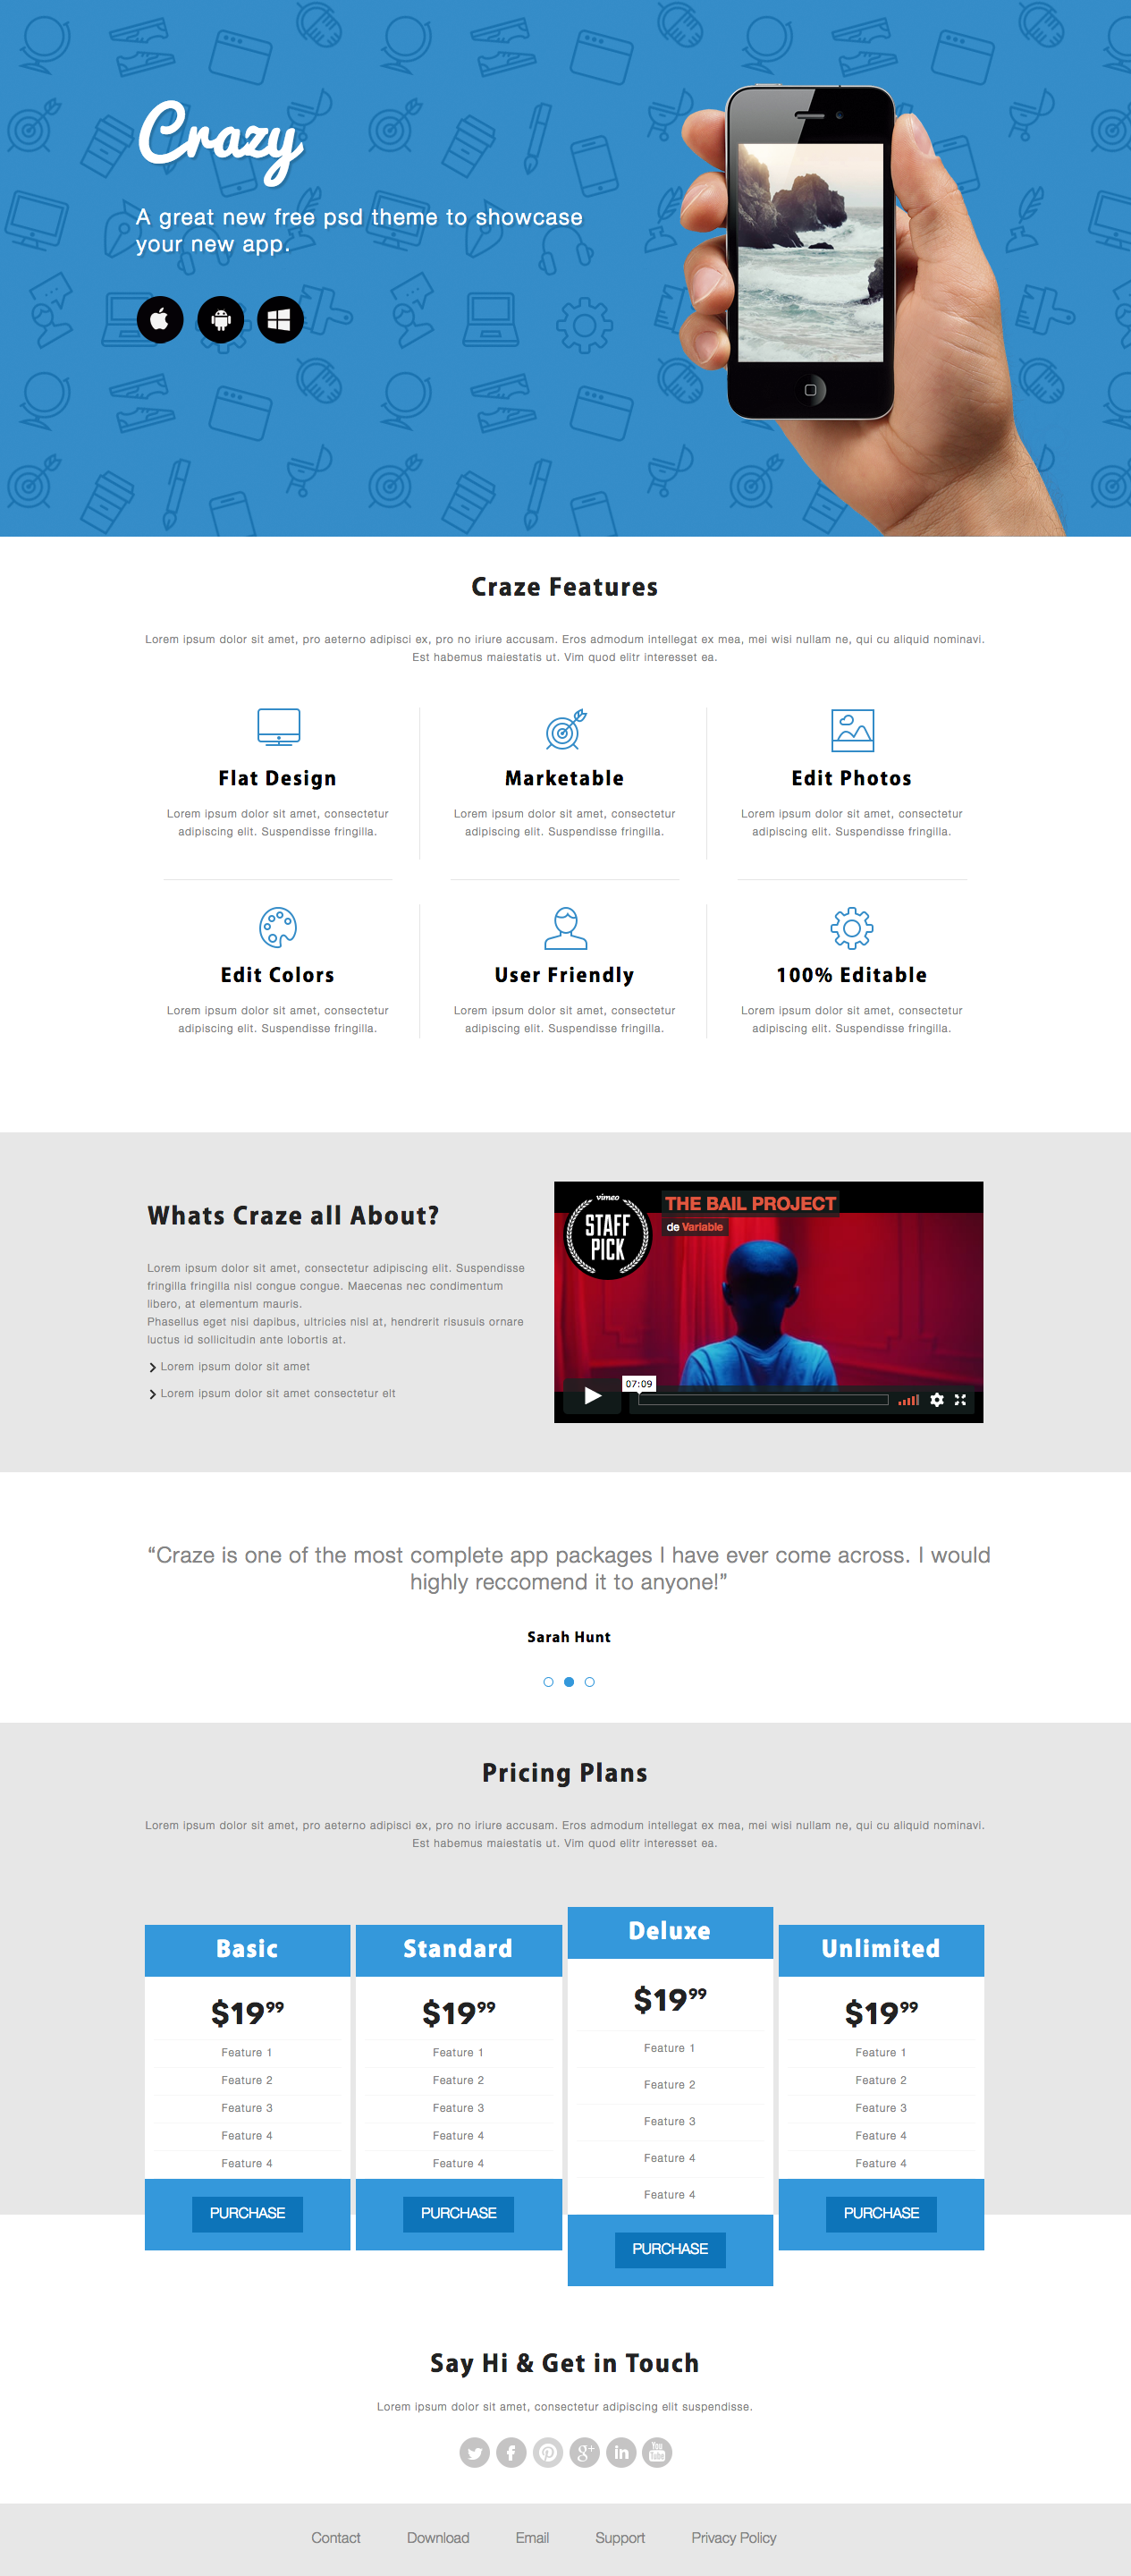 Crazy
A great new free psd theme to showcase
your new app.
Craze Features
Lorem ipsum dolor sit amet, pro aeterno adipisci ex, pro no iriure accusam. Eros admodum intellegat ex mea, mei wisi nullam ne, qui cu aliquid nominavi.
Est habemus maiestatis ut. Vim quod elitr interesset ea.
Flat Design
Lorem ipsum dolor sit amet, consectetur
adipiscing elit. Suspendisse fringilla.
Marketable
Lorem ipsum dolor sit amet, consectetur
adipiscing elit. Suspendisse fringilla.
Edit Photos
Lorem ipsum dolor sit amet, consectetur
adipiscing elit. Suspendisse fringilla.
Edit Colors
Lorem ipsum dolor sit amet, consectetur
adipiscing elit. Suspendisse fringilla.
User Friendly
Lorem ipsum dolor sit amet, consectetur
adipiscing elit. Suspendisse fringilla.
100% Editable
Lorem ipsum dolor sit amet, consectetur
adipiscing elit. Suspendisse fringilla.
Whats Craze all About?
Lorem ipsum dolor sit amet, consectetur adipiscing elit. Suspendisse
fringilla fringilla nisl congue congue. Maecenas nec condimentum
libero, at elementum mauris.
Phasellus eget nisi dapibus, ultricies nisl at, hendrerit risusuis ornare
luctus id sollicitudin ante lobortis at.
Lorem ipsum dolor sit amet
Lorem ipsum dolor sit amet consectetur elt
vimeo
STAFF
PICK
THE BAIL PROJECT
de Variable
07:09
“Craze is one of the most complete app packages I have ever come across. I would
highly reccomend it to anyone!”
Sarah Hunt
Pricing Plans
Lorem ipsum dolor sit amet, pro aeterno adipisci ex, pro no iriure accusam. Eros admodum intellegat ex mea, mei wisi nullam ne, qui cu aliquid nominavi.
Est habemus maiestatis ut. Vim quod elitr interesset ea.
Basic
$19⁹⁹
Feature 1
Feature 2
Feature 3
Feature 4
Feature 4
PURCHASE
Standard
$19⁹⁹
Feature 1
Feature 2
Feature 3
Feature 4
Feature 4
PURCHASE
Deluxe
$19⁹⁹
Feature 1
Feature 2
Feature 3
Feature 4
Feature 4
PURCHASE
Unlimited
$19⁹⁹
Feature 1
Feature 2
Feature 3
Feature 4
Feature 4
PURCHASE
Say Hi & Get in Touch
Lorem ipsum dolor sit amet, consectetur adipiscing elit suspendisse.
f g+ in You Tube
Contact Download Email Support Privacy Policy